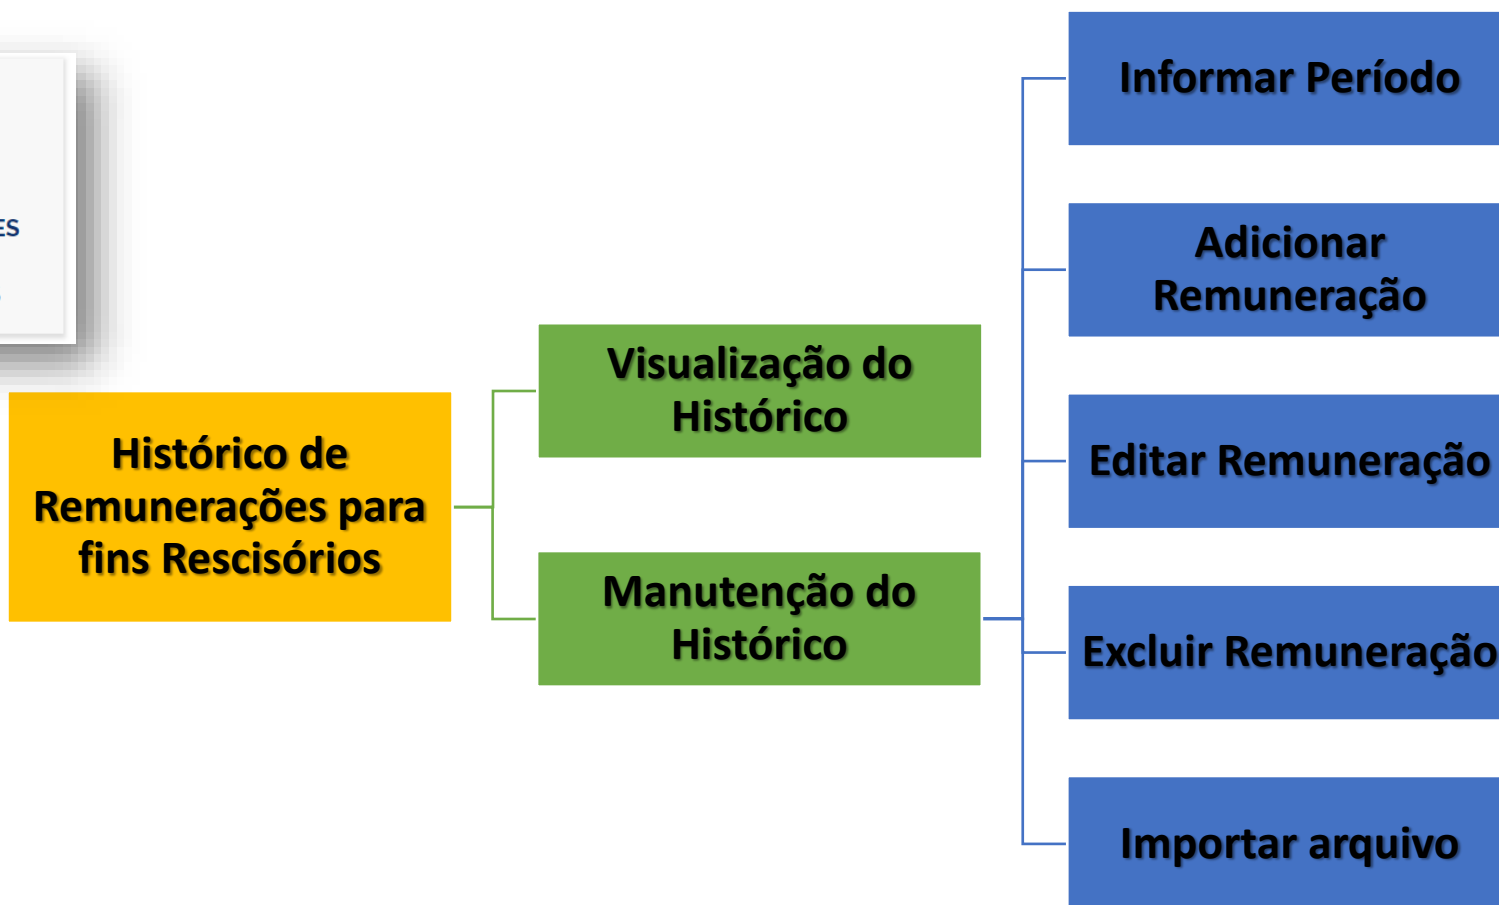 ES
Histórico de
Remunerações para
fins Rescisórios
Visualização do
Histórico
Manutenção do
Histórico
Informar Período
Adicionar
Remuneração
Editar Remuneração
Excluir Remuneração
Importar arquivo